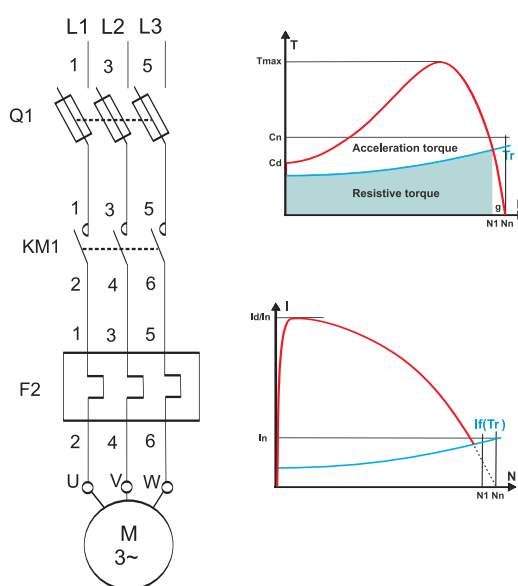 L1 L2 L3
1 3 5
Q1
1 3 5
KM1
2 4 6
1 3 5
F2
2 4 6
U V W
M
3~
T
Tmax
Cn
Acceleration torque
Tr
Cd
Resistive torque
g
N1 Nn
I
Id/In
If(Tr)
In
N1 Nn
N